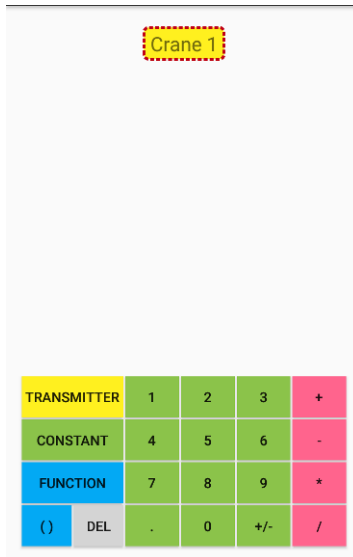 Crane 1
TRANSMITTER 1 2 3 +
CONSTANT 4 5 6 -
FUNCTION 7 8 9 *
( ) DEL . 0 +/- /